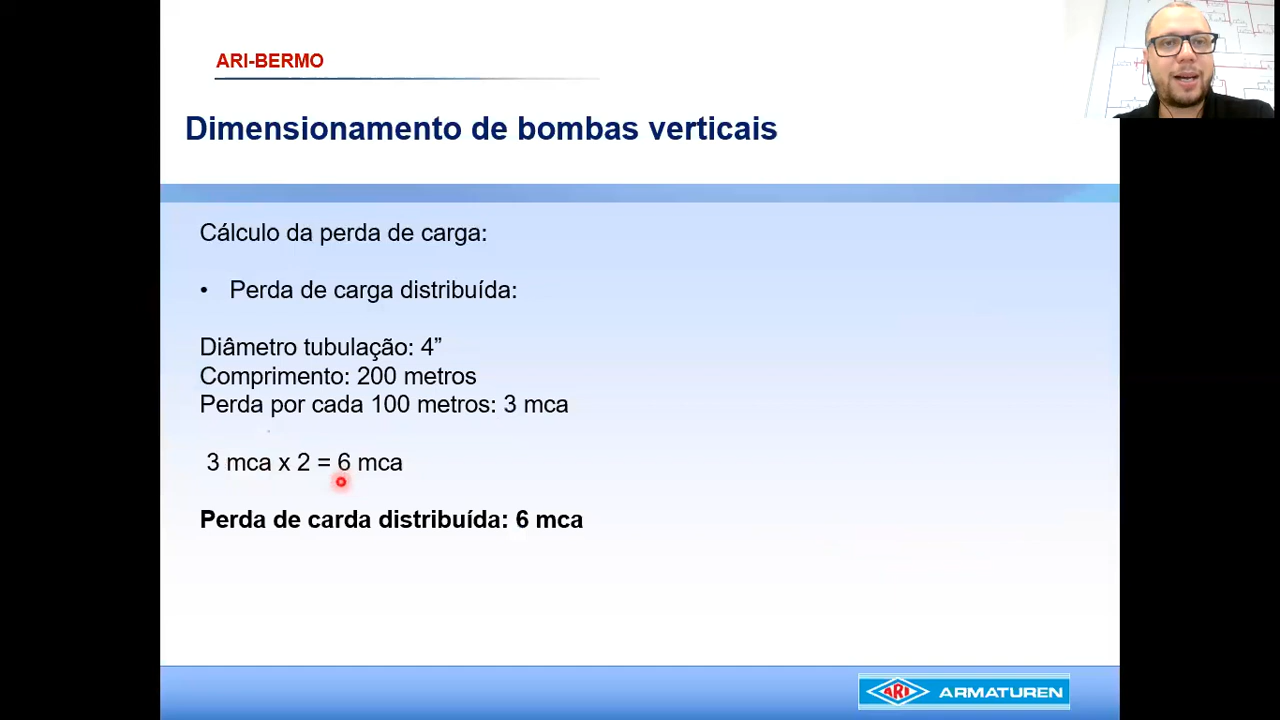 ARI-BERMO
Dimensionamento de bombas verticais
Cálculo da perda de carga:
• Perda de carga distribuída:
Diâmetro tubulação: 4”
Comprimento: 200 metros
Perda por cada 100 metros: 3 mca
3 mca x 2 = 6 mca
Perda de carda distribuída: 6 mca
ARI ARMATUREN